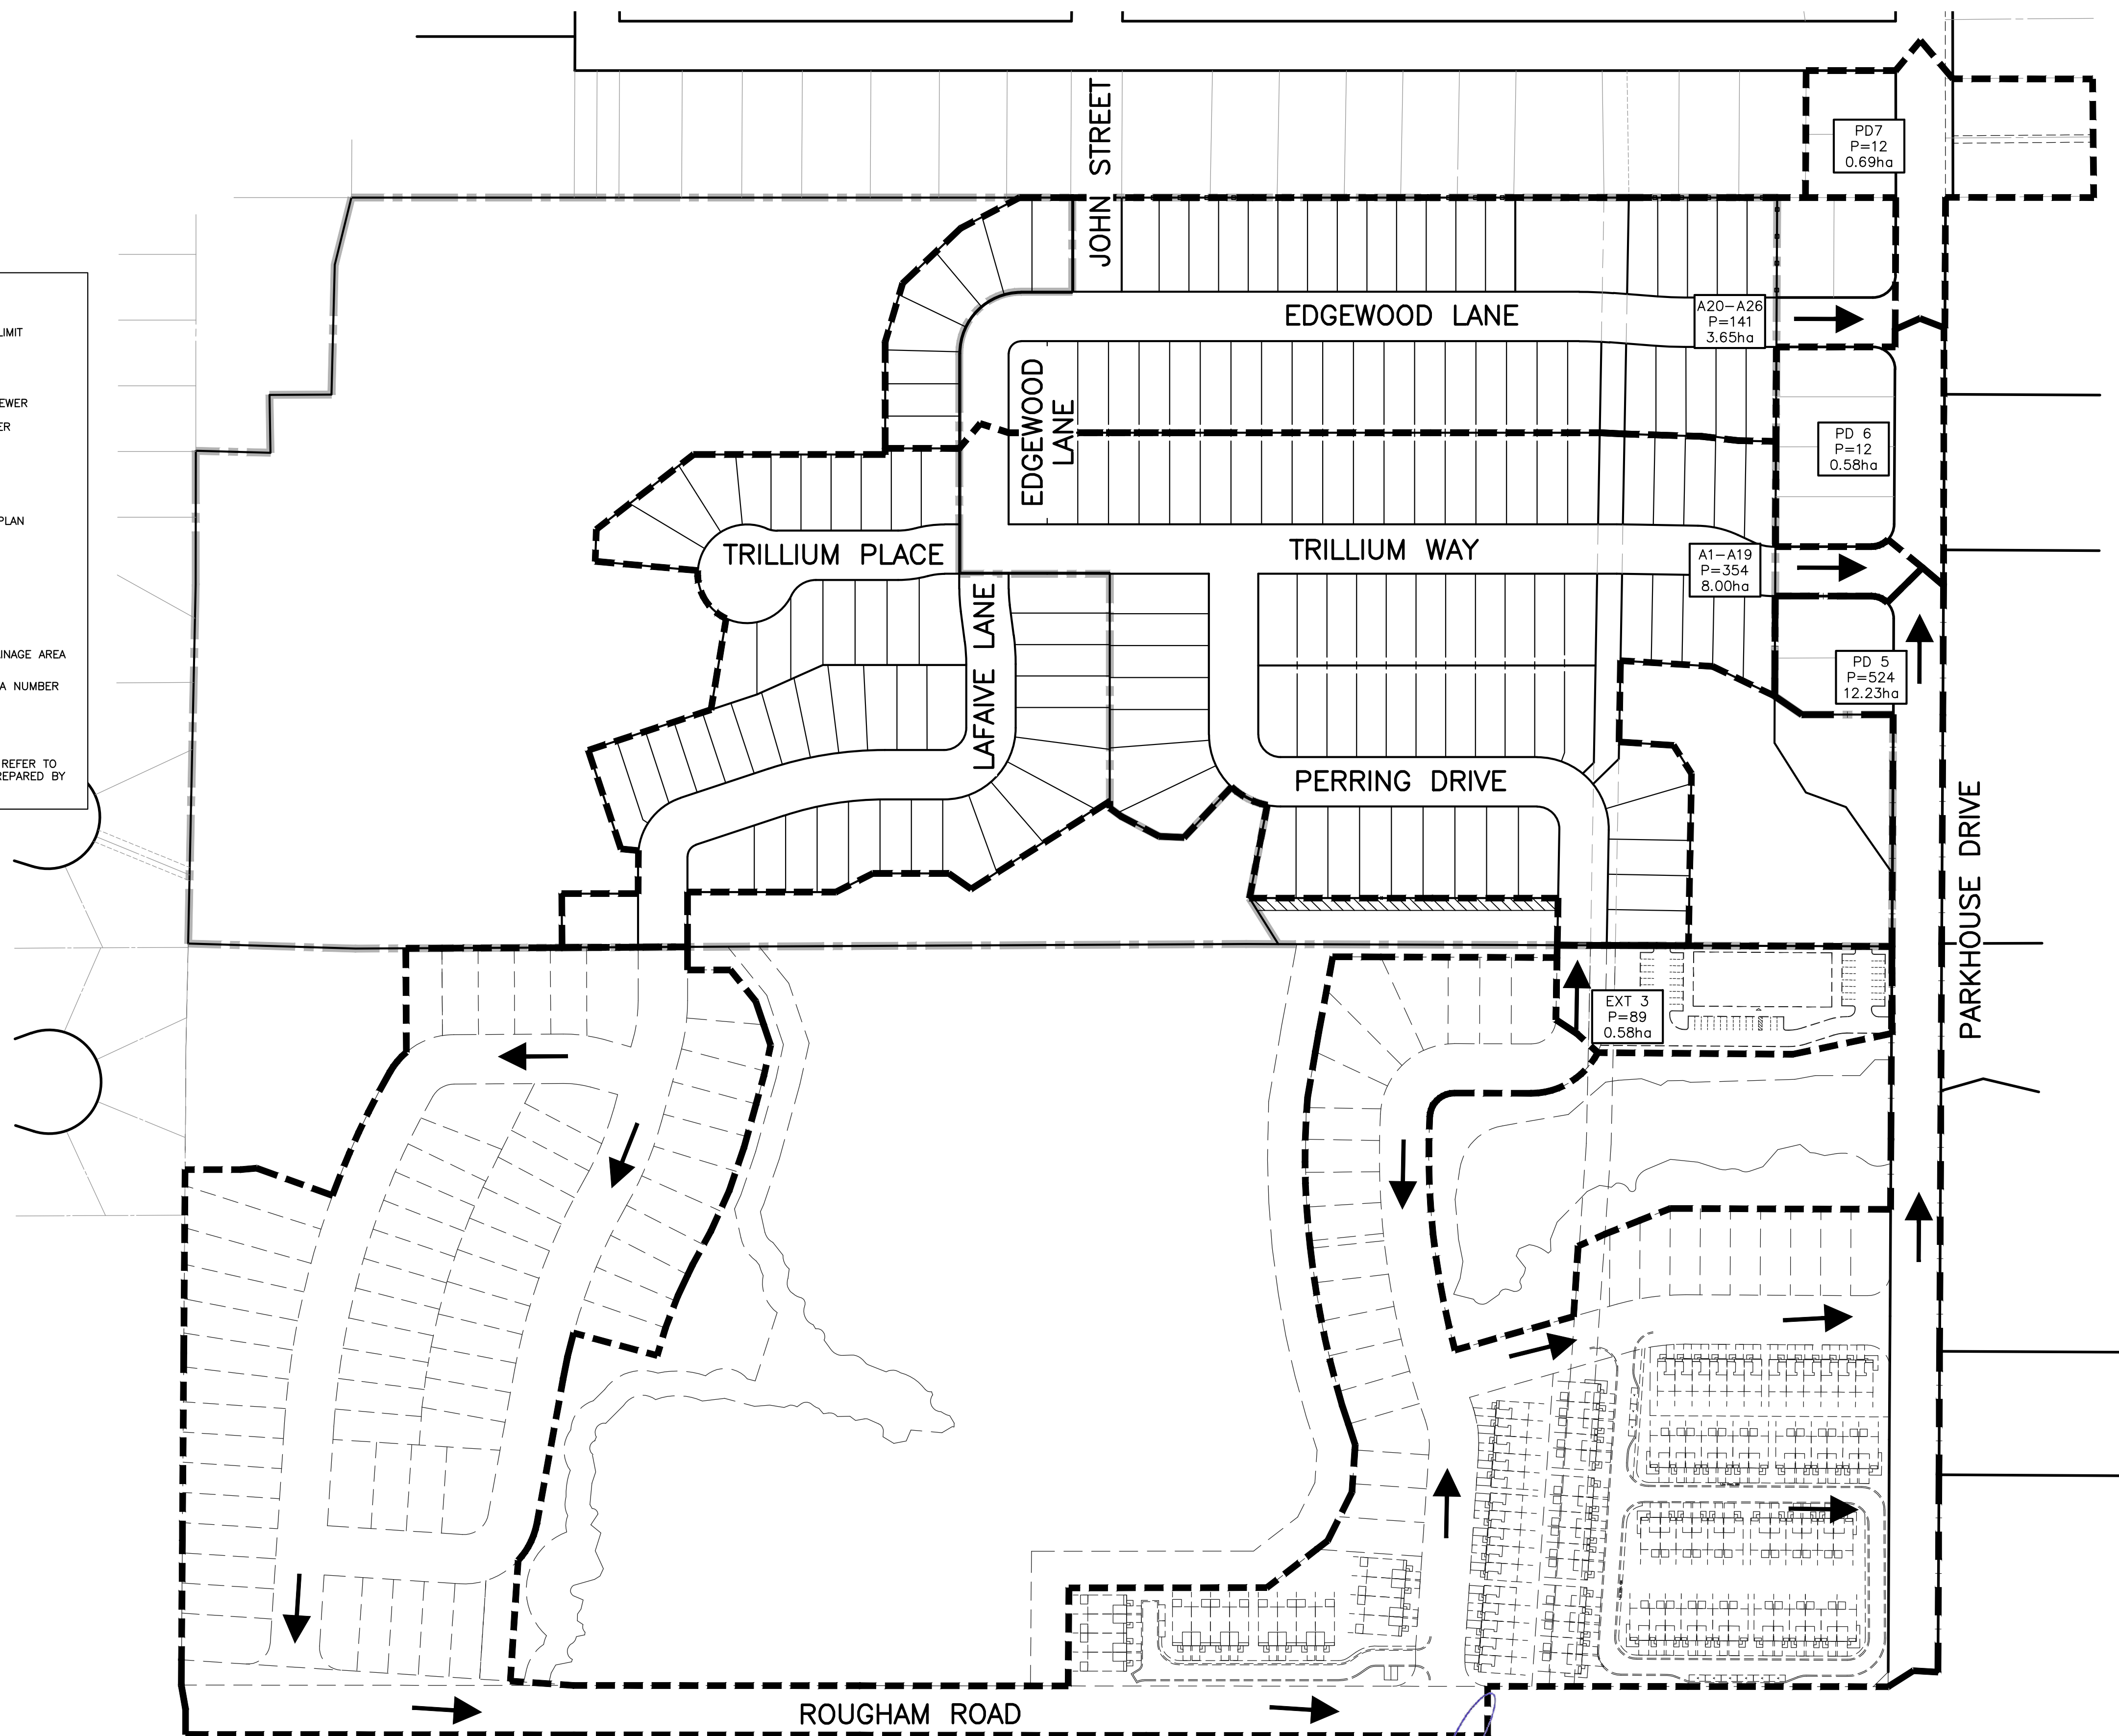 JOHN STREET
PD7
P=12
0.69ha
LIMIT
EWER
ER
PLAN
INAGE AREA
A NUMBER
REFER TO
REPARED BY
EDGEWOOD LANE
A20-A26
P=141
3.65ha
EDGEWOOD
LANE
PD 6
P=12
0.58ha
TRILLIUM PLACE
TRILLIUM WAY
A1-A19
P=354
8.00ha
LAFAIVE LANE
PD 5
P=524
12.23ha
PERRING DRIVE
PARKHOUSE DRIVE
EXT 3
P=89
0.58ha
ROUGHAM ROAD